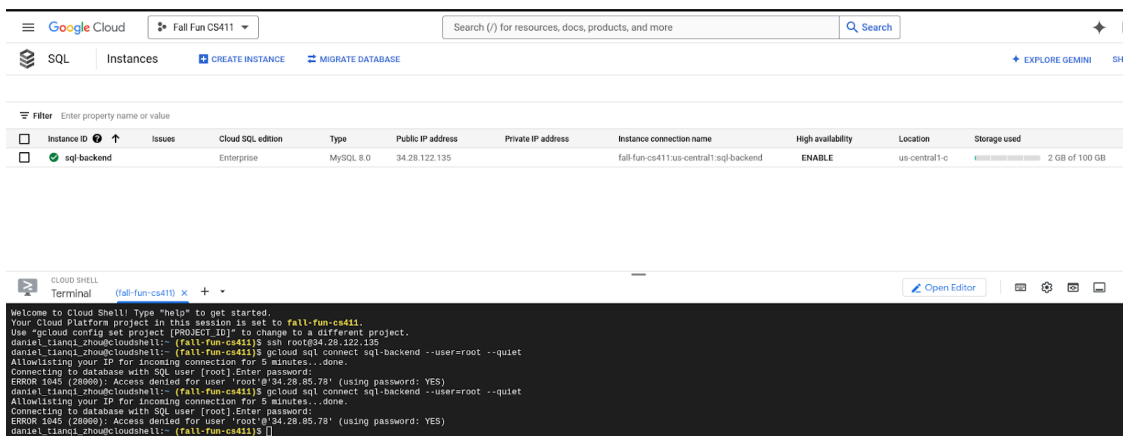 Google Cloud
Fall Fun CS411
Search (/) for resources, docs, products, and more
Search
SQL
Instances
CREATE INSTANCE
MIGRATE DATABASE
EXPLORE GEMINI
SH
Filter Enter property name or value
Instance ID Issues Cloud SQL edition Type Public IP address Private IP address Instance connection name High availability Location Storage used
sql-backend Enterprise MySQL 8.0 34.28.122.135 fall-fun-cs411:us-central1:sql-backend ENABLE us-central1-c 2 GB of 100 GB
CLOUD SHELL
Terminal
(fall-fun-cs411)
Open Editor
Welcome to Cloud Shell! Type "help" to get started.
Your Cloud Platform project in this session is set to fall-fun-cs411.
Use “gcloud config set project [PROJECT_ID]” to change to a different project.
daniel_tianqi_zhou@cloudshell:~ (fall-fun-cs411)$ ssh root@34.28.122.135
daniel_tianqi_zhou@cloudshell:~ (fall-fun-cs411)$ gcloud sql connect sql-backend --user=root --quiet
Allowlisting your IP for incoming connection for 5 minutes...done.
Connecting to database with SQL user [root].Enter password:
ERROR 1045 (28000): Access denied for user 'root'@'34.28.85.78' (using password: YES)
daniel_tianqi_zhou@cloudshell:~ (fall-fun-cs411)$ gcloud sql connect sql-backend --user=root --quiet
Allowlisting your IP for incoming connection for 5 minutes...done.
Connecting to database with SQL user [root].Enter password:
ERROR 1045 (28000): Access denied for user 'root'@'34.28.85.78' (using password: YES)
daniel_tianqi_zhou@cloudshell:~ (fall-fun-cs411)$